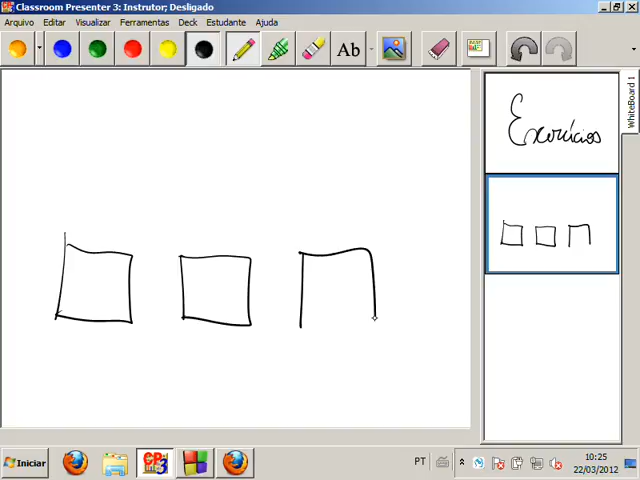 Classroom Presenter 3: Instrutor; Desligado
Arquivo Editar Visualizar Ferramentas Deck Estudante Ajuda
Ab
WhiteBoard 1
Exercícios
Iniciar
CP3
PT
10:25
22/03/2012